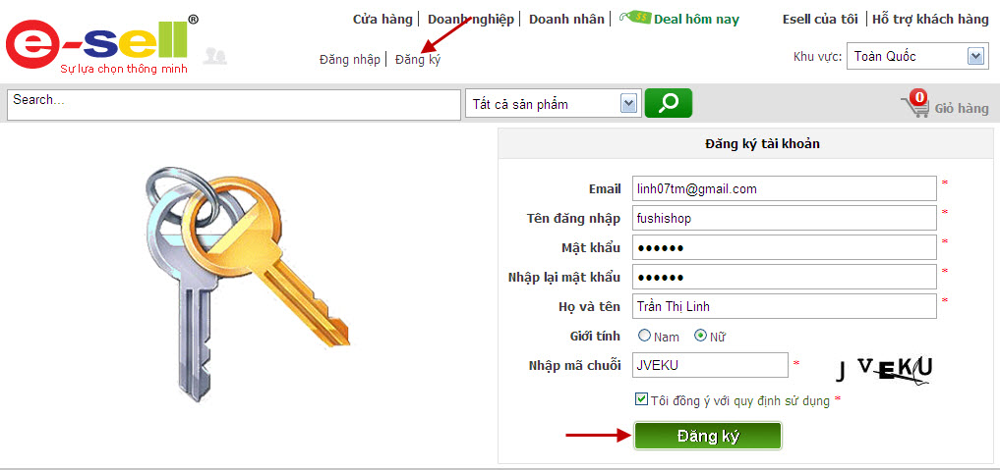 e-sell®
Sự lựa chọn thông minh
Cửa hàng | Doanh nghiệp | Doanh nhân | $$ Deal hôm nay
Esell của tôi | Hỗ trợ khách hàng
Đăng nhập | Đăng ký
Khu vực: Toàn Quốc
Search...
Tất cả sản phẩm
0
Giỏ hàng
Đăng ký tài khoản
Email linh07tm@gmail.com *
Tên đăng nhập fushishop *
Mật khẩu ●●●●●● *
Nhập lại mật khẩu ●●●●●● *
Họ và tên Trần Thị Linh *
Giới tính Nam Nữ
Nhập mã chuỗi JVEKU * JVEKU
Tôi đồng ý với quy định sử dụng *
Đăng ký